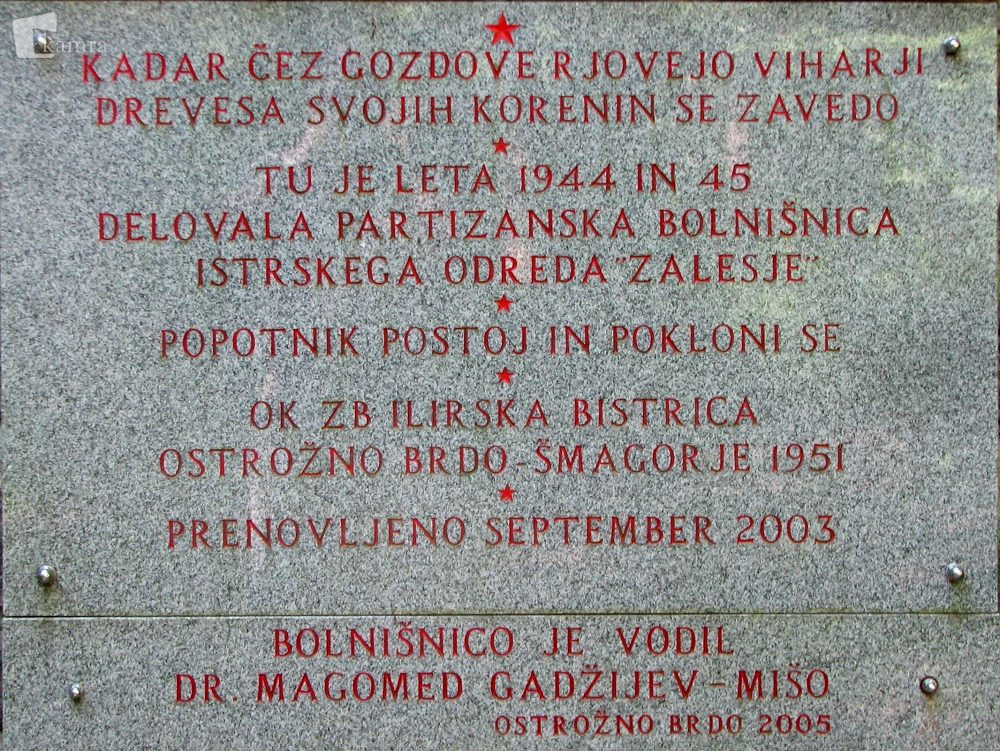 kamra
KADAR ČEZ GOZDOVE RJOVEJO VIHARJI
DREVESA SVOJIH KORENIN SE ZAVEDO
TU JE LETA 1944 IN 45
DELOVALA PARTIZANSKA BOLNIŠNICA
ISTRSKEGA ODREDA "ZALESJE"
POPOTNIK POSTOJ IN POKLONI SE
OK ZB ILIRSKA BISTRICA
OSTROŽNO BRDO-ŠMAGORJE 1951
PRENOVLJENO SEPTEMBER 2003
BOLNIŠNICO JE VODIL
DR. MAGOMED GADŽIJEV-MIŠO
OSTROŽNO BRDO 2005